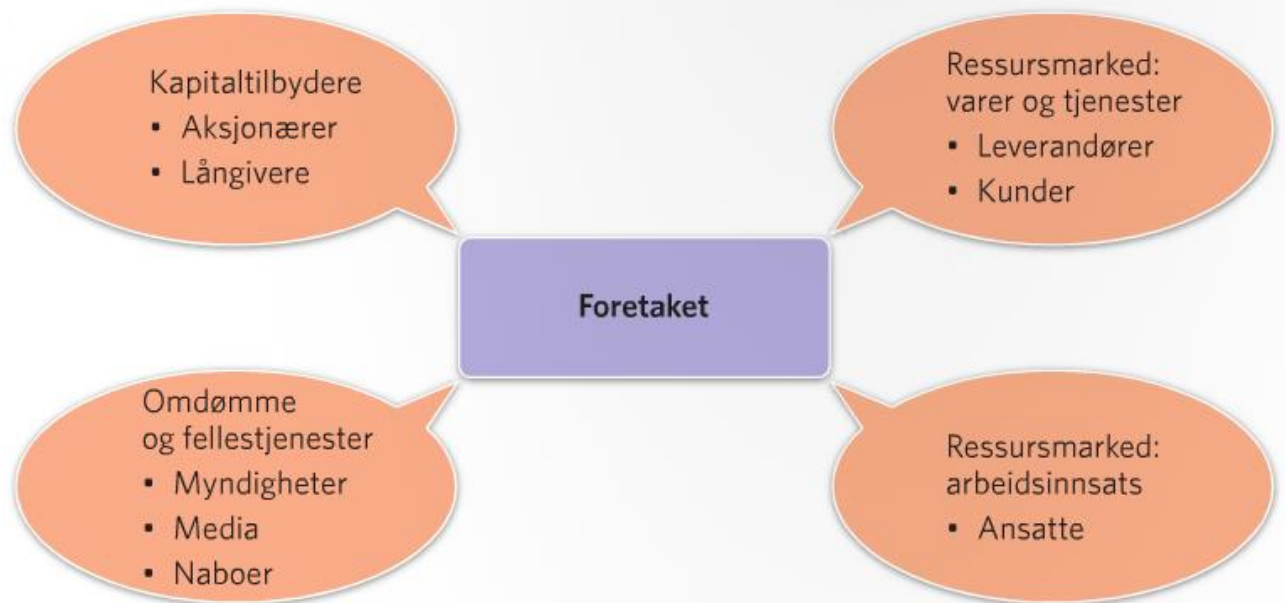 Kapitaltilbydere
• Aksjonærer
• Långivere
Ressursmarked:
varer og tjenester
• Leverandører
• Kunder
Foretaket
Omdømme
og fellestjenester
• Myndigheter
• Media
• Naboer
Ressursmarked:
arbeidsinnsats
• Ansatte